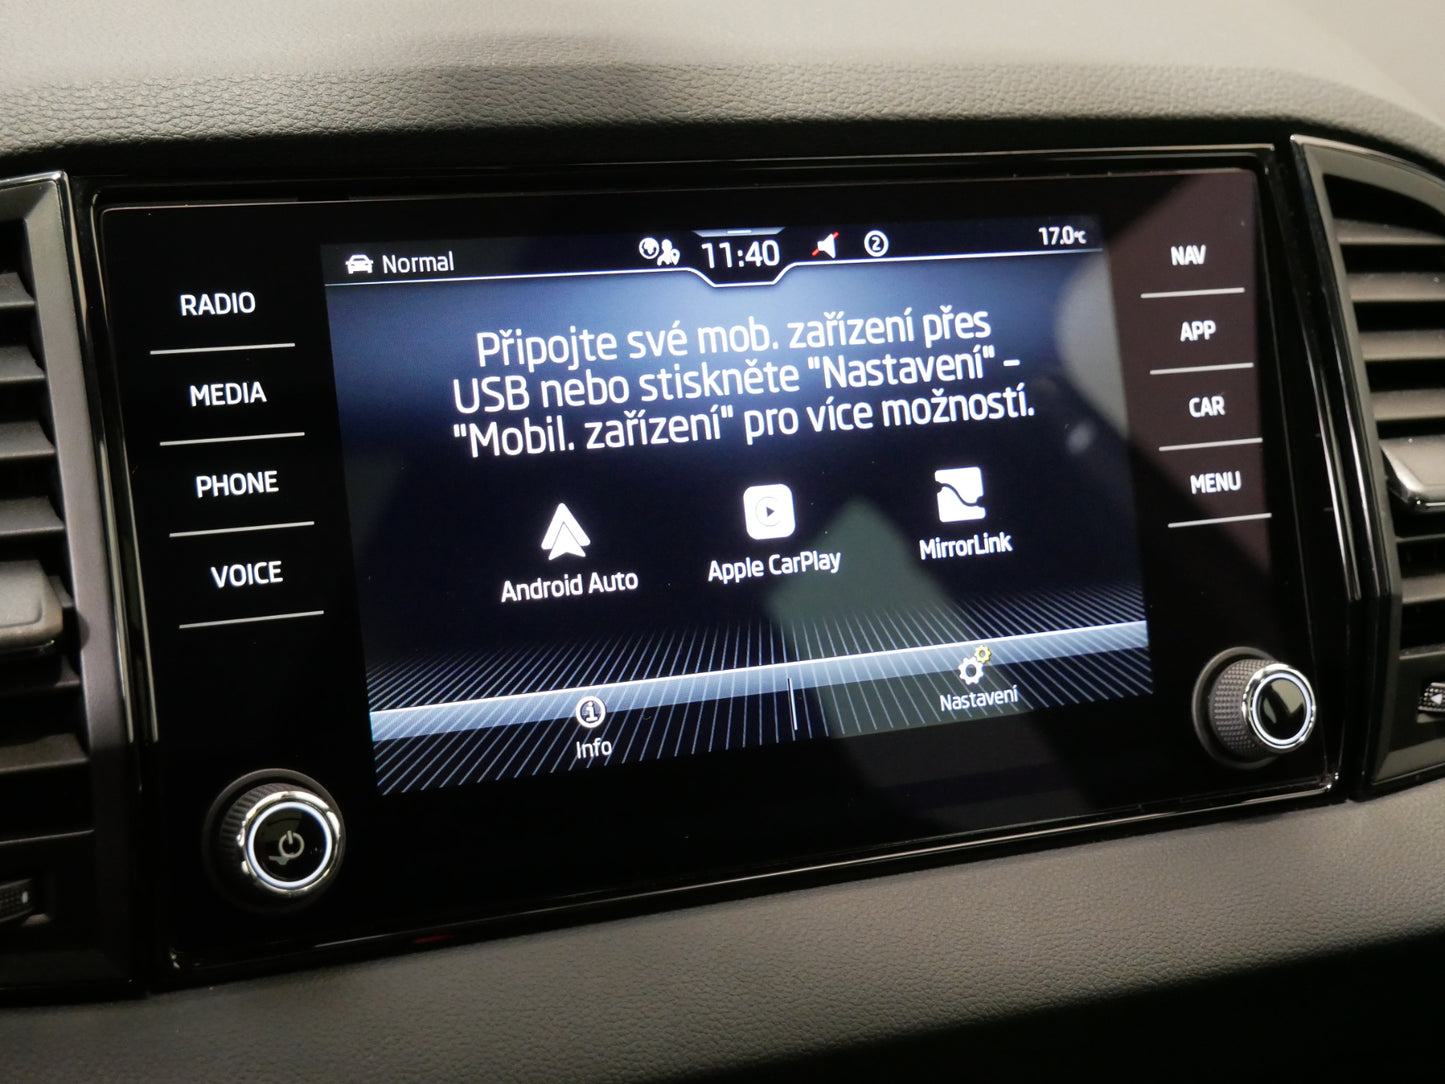 Normal
11:40
2
17.0°C
RADIO
MEDIA
PHONE
VOICE
Připojte své mob. zařízení přes
USB nebo stiskněte "Nastavení" –
"Mobil. zařízení" pro více možností.
Android Auto
Apple CarPlay
MirrorLink
Info
Nastavení
NAV
APP
CAR
MENU